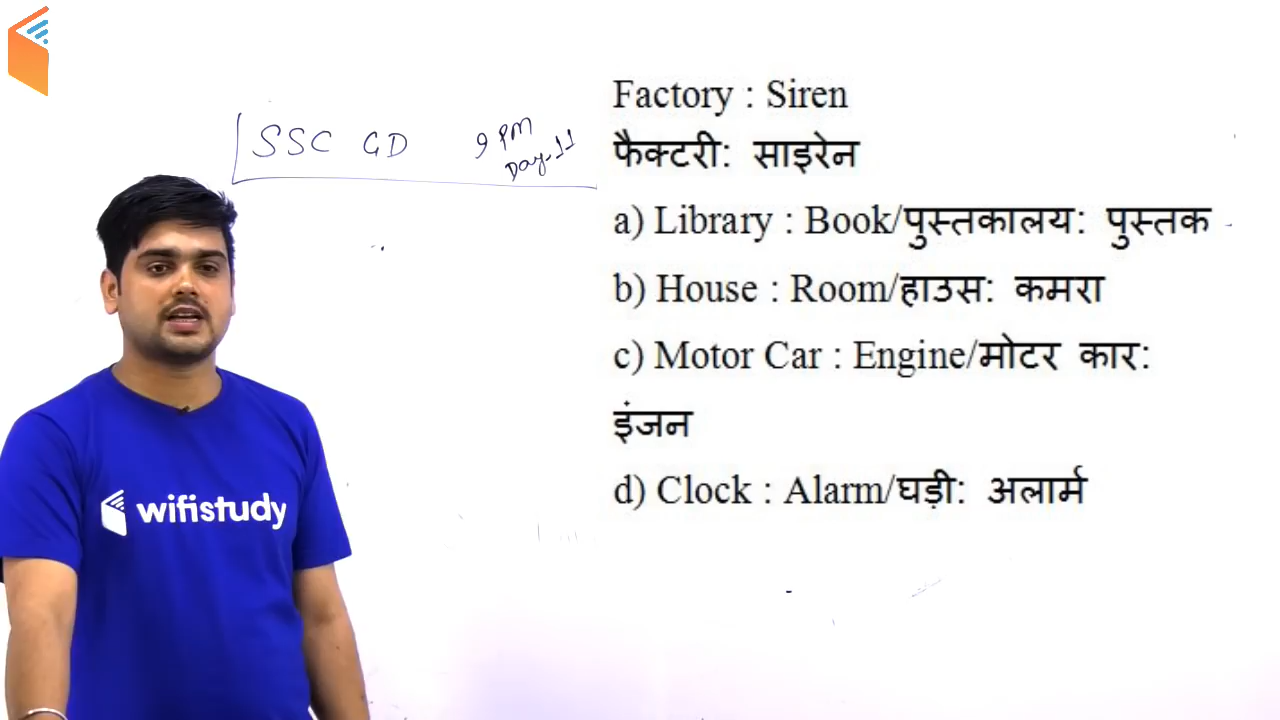 SSC GD 9 PM
Day-11
Factory : Siren
फैक्टरी: साइरेन
a) Library : Book/पुस्तकालय: पुस्तक
b) House : Room/हाउस: कमरा
c) Motor Car : Engine/मोटर कार:
इंजन
d) Clock : Alarm/घड़ी: अलार्म
wifistudy